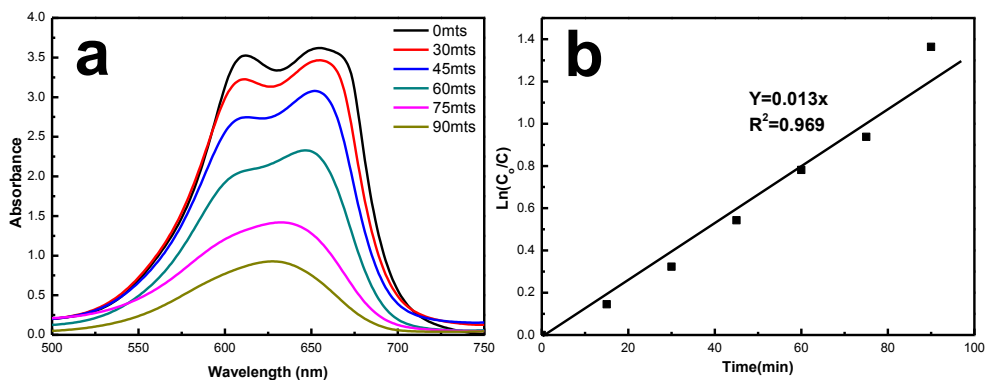 a
0mts
30mts
45mts
60mts
75mts
90mts
4.0
3.5
3.0
2.5
2.0
1.5
1.0
0.5
0.0
500
550
600
650
700
750
Absorbance
Wavelength (nm)
b
Y=0.013x
R²=0.969
1.4
1.2
1.0
0.8
0.6
0.4
0.2
0.0
0
20
40
60
80
100
Ln(C₀/C)
Time(min)